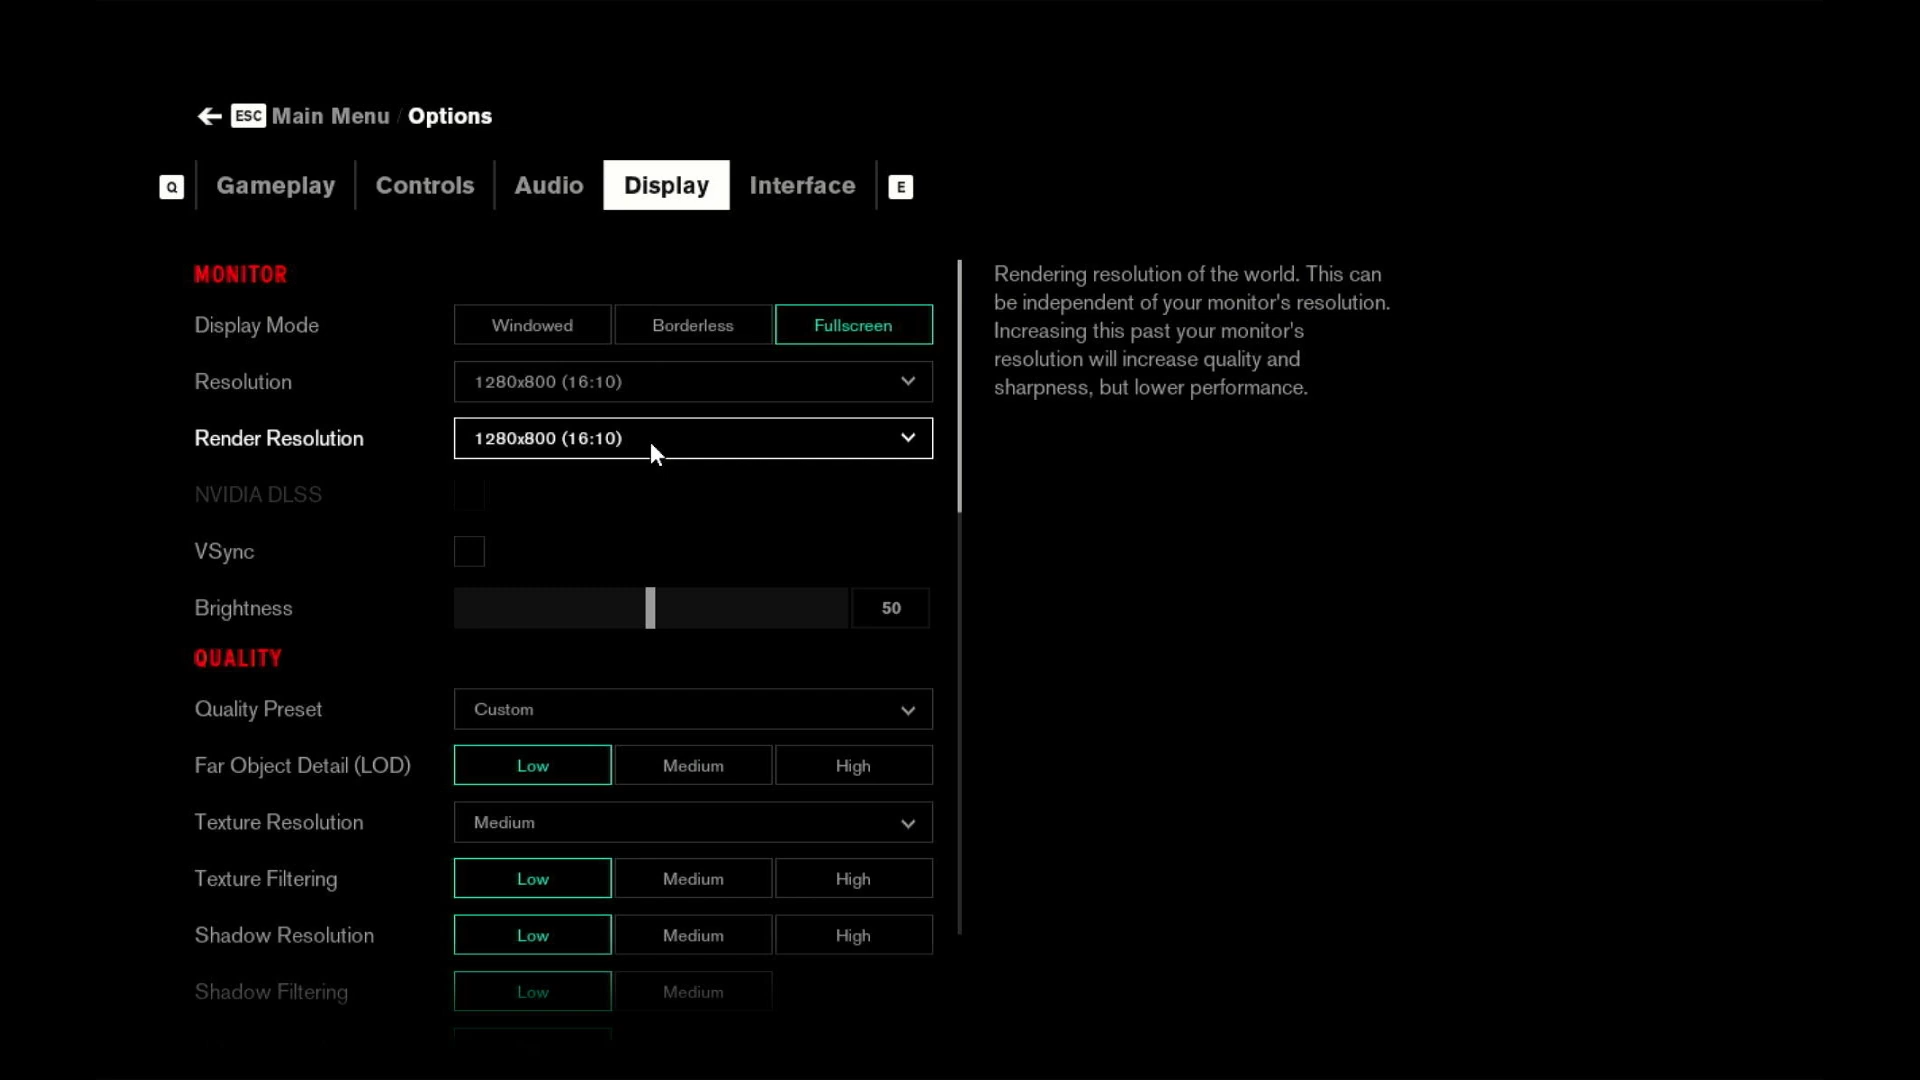 ESC Main Menu / Options
Q Gameplay Controls Audio Display Interface E
MONITOR
Display Mode Windowed Borderless Fullscreen
Resolution 1280x800 (16:10)
Render Resolution 1280x800 (16:10)
NVIDIA DLSS
VSync
Brightness 50
QUALITY
Quality Preset Custom
Far Object Detail (LOD) Low Medium High
Texture Resolution Medium
Texture Filtering Low Medium High
Shadow Resolution Low Medium High
Shadow Filtering Low Medium
Rendering resolution of the world. This can
be independent of your monitor's resolution.
Increasing this past your monitor's
resolution will increase quality and
sharpness, but lower performance.